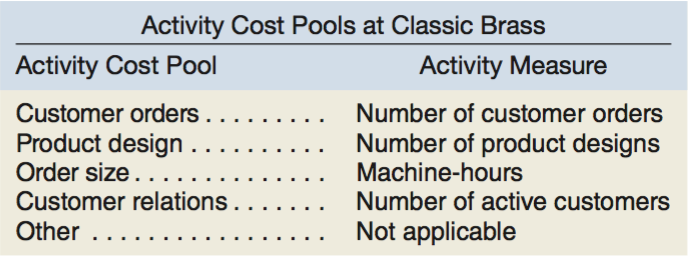 Activity Cost Pools at Classic Brass
Activity Cost Pool Activity Measure
Customer orders . . . . . . . . . Number of customer orders
Product design . . . . . . . . . . Number of product designs
Order size . . . . . . . . . . . . . . Machine-hours
Customer relations . . . . . . . Number of active customers
Other . . . . . . . . . . . . . . . . . Not applicable